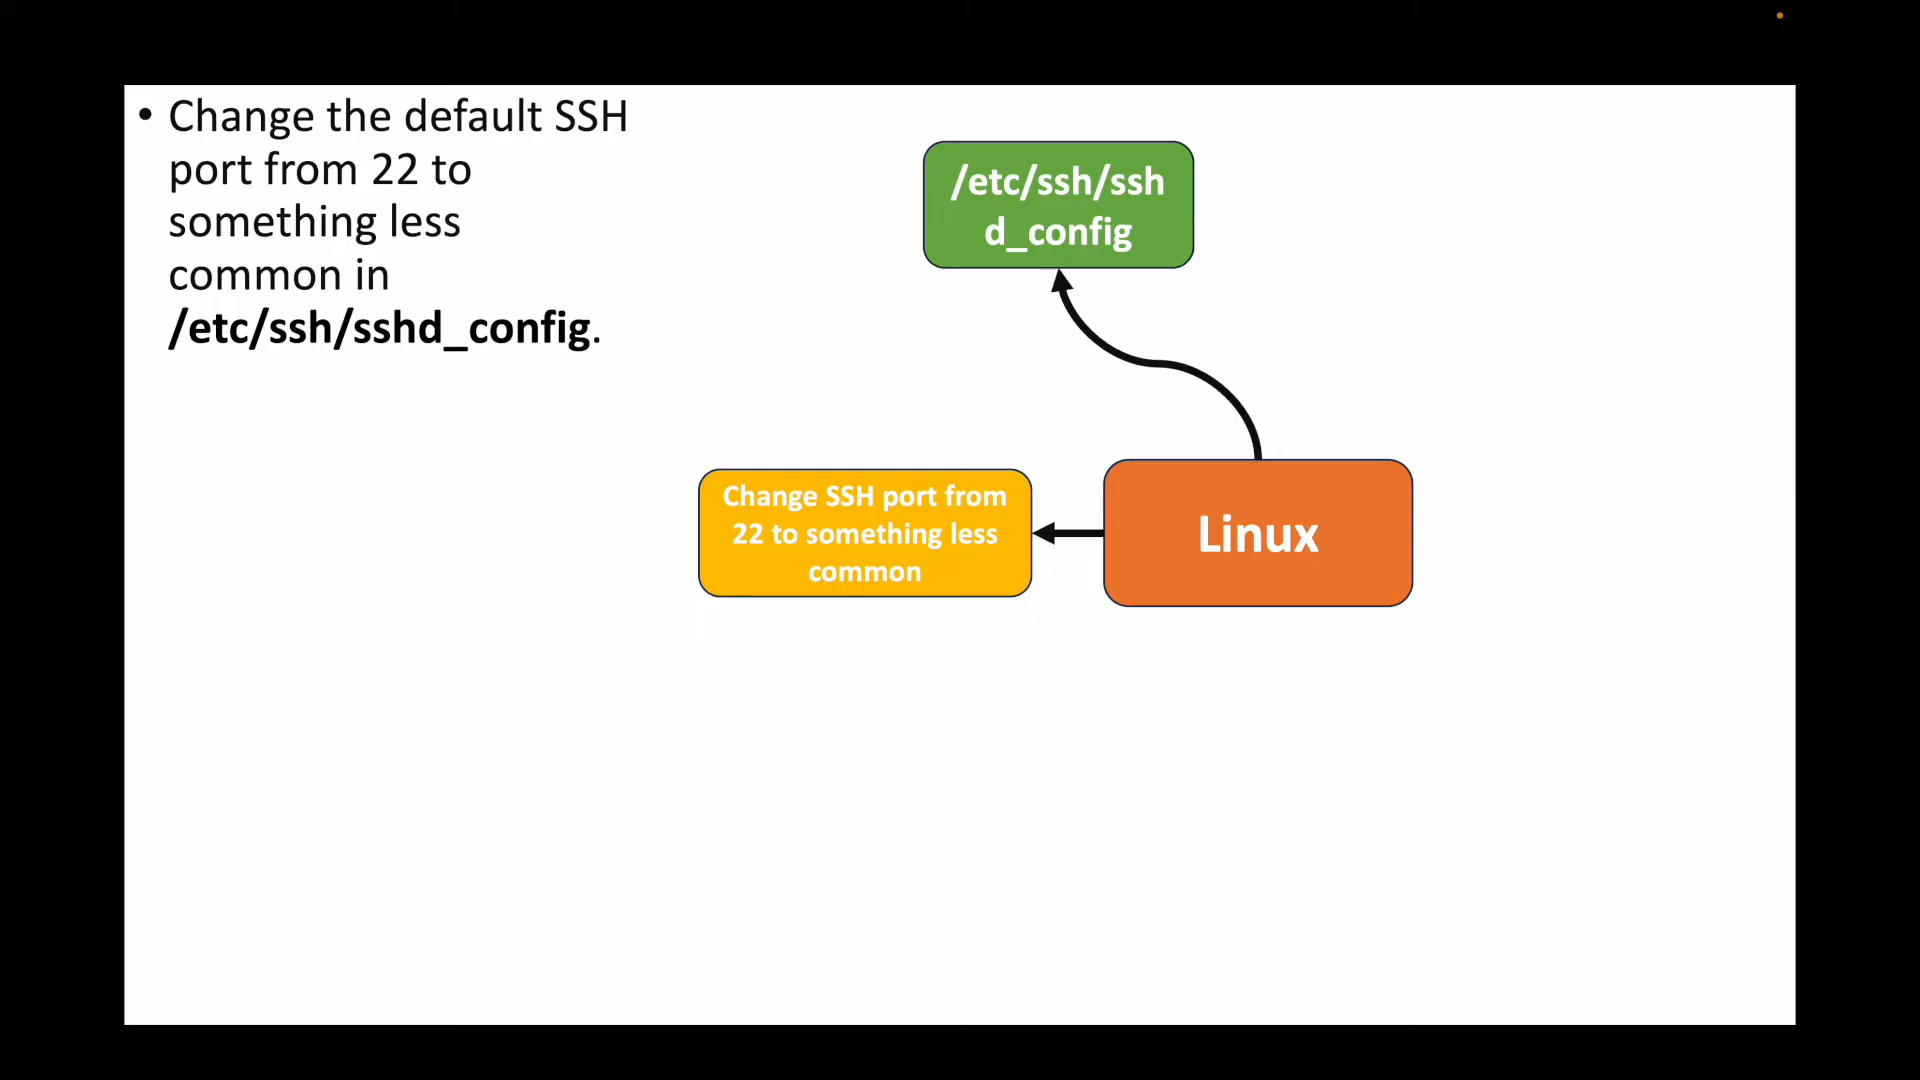 • Change the default SSH
port from 22 to
something less
common in
/etc/ssh/sshd_config.
/etc/ssh/ssh
d_config
Change SSH port from
22 to something less
common
Linux